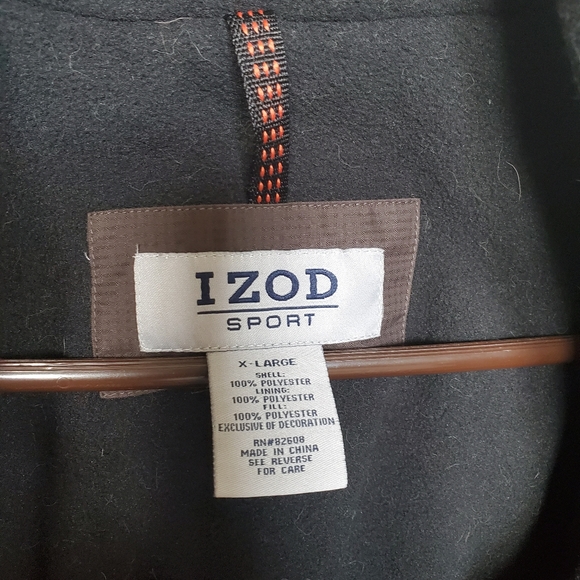 IZOD
SPORT
X-LARGE
SHELL:
100% POLYESTER
LINING:
100% POLYESTER
FILL:
100% POLYESTER
EXCLUSIVE OF DECORATION
RN#82608
MADE IN CHINA
SEE REVERSE
FOR CARE